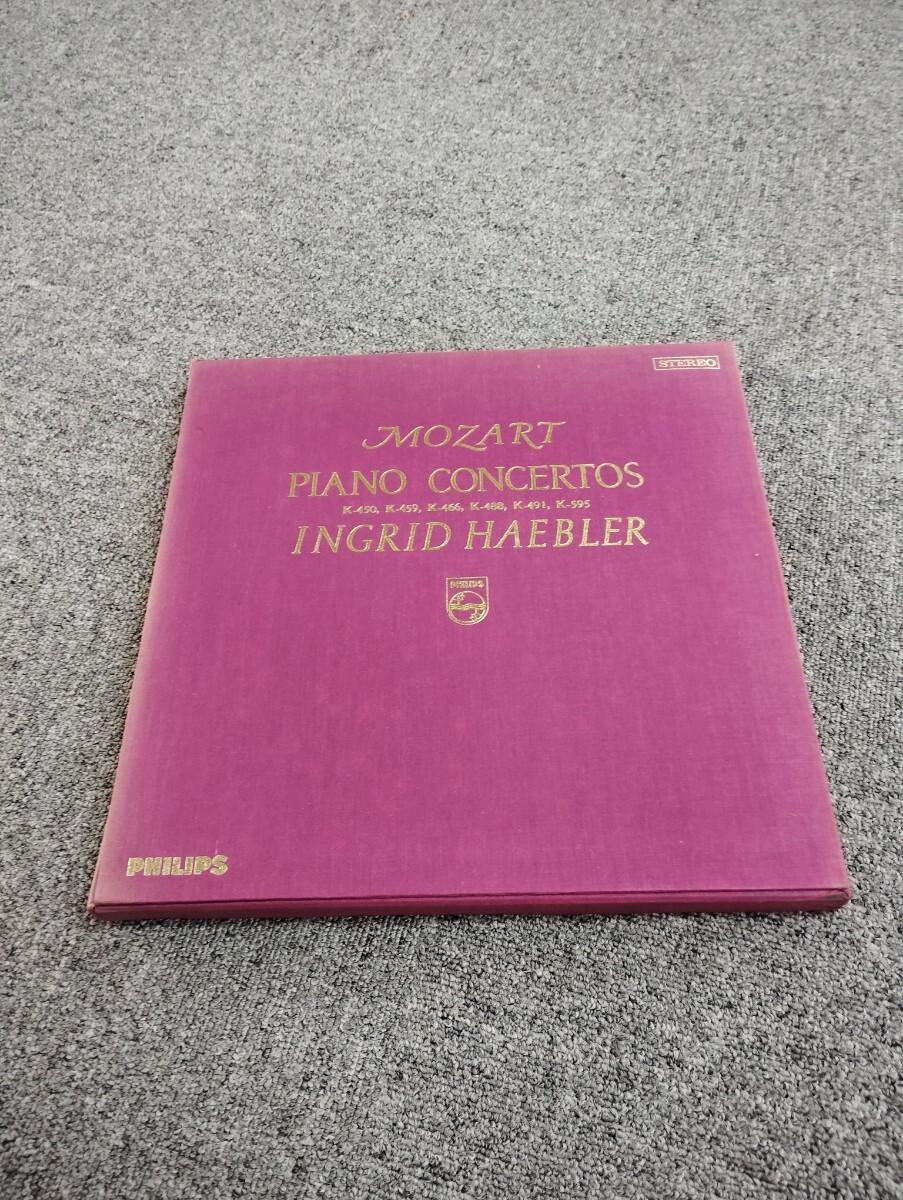 STEREO
MOZART
PIANO CONCERTOS
K-450, K-459, K-466, K-488, K-491, K-595
INGRID HAEBLER
PHILIPS
PHILIPS